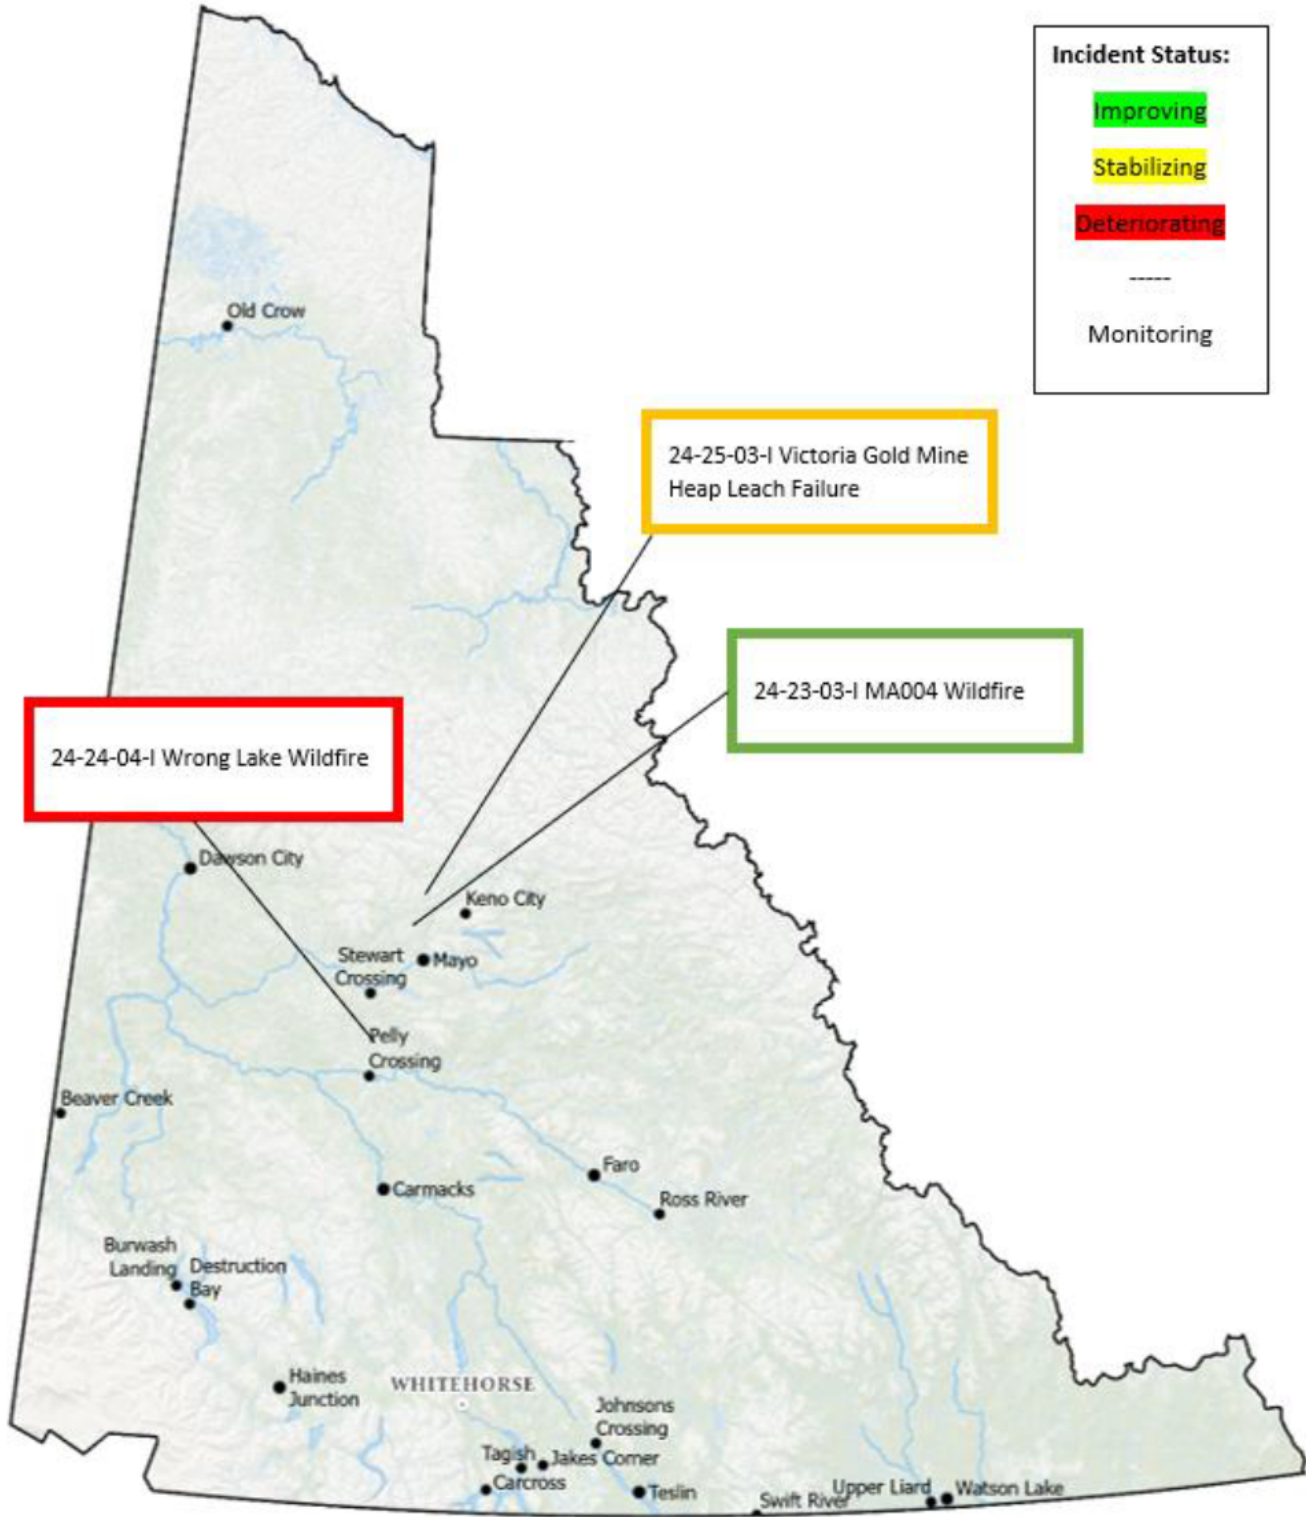 Incident Status:
Improving
Stabilizing
Deteriorating
-----
Monitoring
Old Crow
24-25-03-I Victoria Gold Mine
Heap Leach Failure
24-23-03-I MA004 Wildfire
24-24-04-I Wrong Lake Wildfire
Dawson City
Keno City
Stewart
Crossing
Mayo
Pelly
Crossing
Beaver Creek
Faro
Carmacks
Ross River
Burwash
Landing
Destruction
Bay
Haines
Junction
WHITEHORSE
Johnsons
Crossing
Tagish
Jakes Corner
Carcross
Teslin
Swift River
Upper Liard
Watson Lake